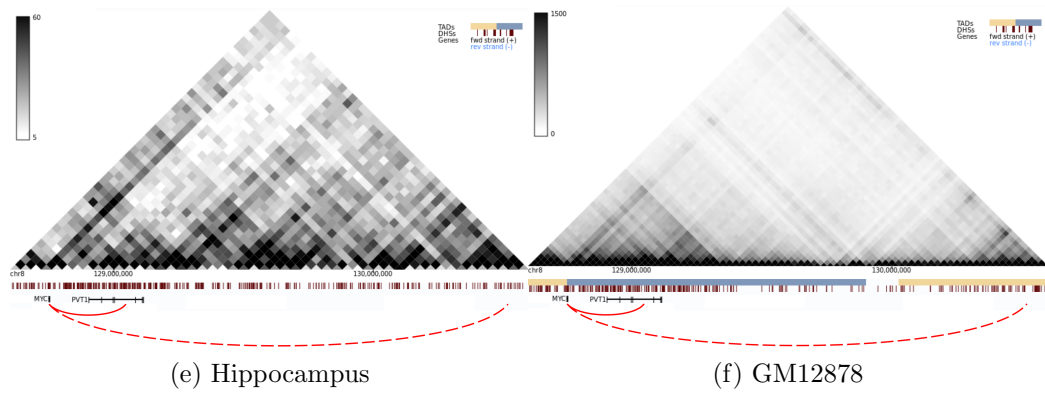 60
5
TADs
DHSs
Genes
fwd strand (+)
rev strand (-)
chr8
129,000,000
130,000,000
MYC
PVT1
(e) Hippocampus
1500
0
TADs
DHSs
Genes
fwd strand (+)
rev strand (-)
chr8
129,000,000
130,000,000
MYC
PVT1
(f) GM12878